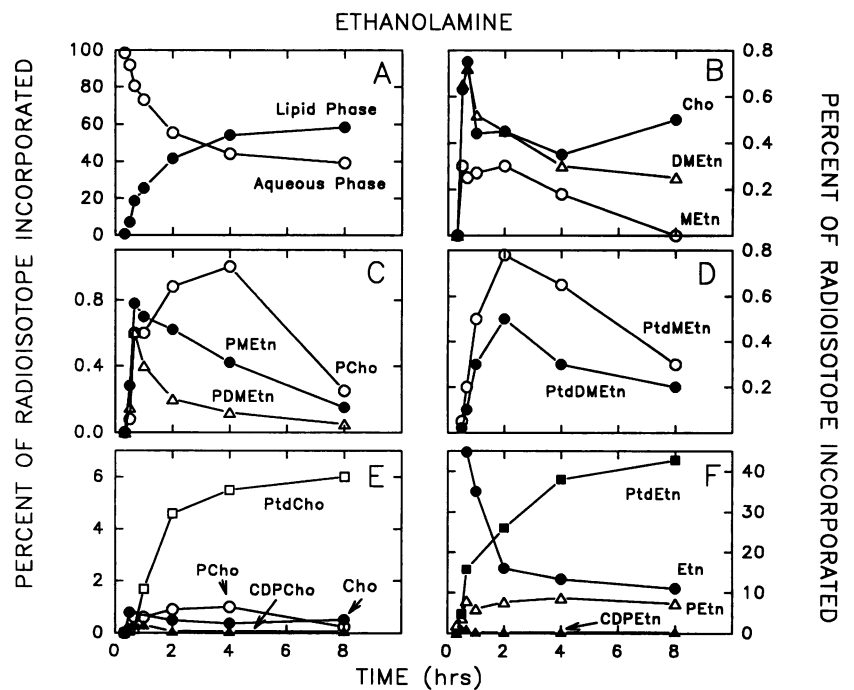 ETHANOLAMINE
PERCENT OF RADIOISOTOPE INCORPORATED
PERCENT OF RADIOISOTOPE INCORPORATED
100
80
60
40
20
0
A
Lipid Phase
Aqueous Phase
0.8
0.6
0.4
0.2
B
Cho
DMEtn
MEtn
0.8
0.4
0.0
C
PMEtn
PDMEtn
PCho
0.8
0.6
0.4
0.2
D
PtdMEtn
PtdDMEtn
6
4
2
0
E
PtdCho
PCho
CDPCho
Cho
0 2 4 6 8
40
30
20
10
0
F
PtdEtn
Etn
PEtn
CDPEtn
0 2 4 6 8
TIME (hrs)